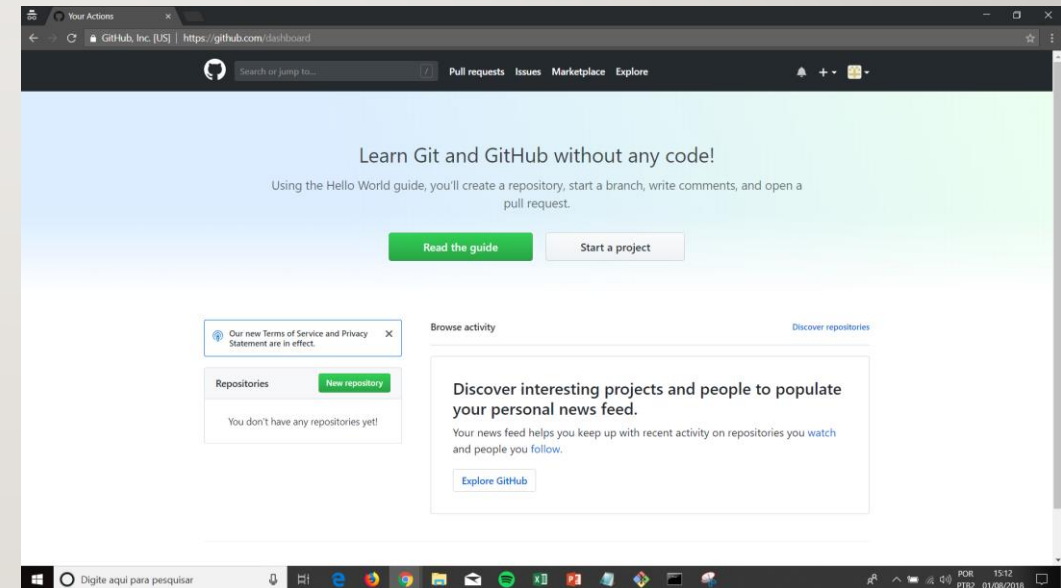 Your Actions
GitHub, Inc. [US] | https://github.com/dashboard
Search or jump to...
/
Pull requests Issues Marketplace Explore
Learn Git and GitHub without any code!
Using the Hello World guide, you'll create a repository, start a branch, write comments, and open a
pull request.
Read the guide
Start a project
Our new Terms of Service and Privacy
Statement are in effect.
Repositories
New repository
You don't have any repositories yet!
Browse activity
Discover repositories
Discover interesting projects and people to populate
your personal news feed.
Your news feed helps you keep up with recent activity on repositories you watch
and people you follow.
Explore GitHub
Digite aqui para pesquisar
POR
PTB2
15:12
01/08/2018